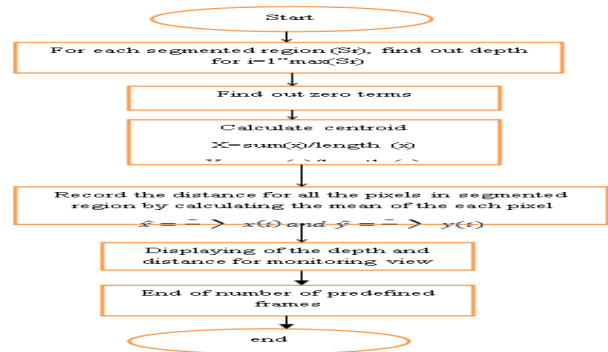 Start
For each segmented region (Sr), find out depth
for i=1"max(Sr)
Find out zero terms
Calculate centroid
X=sum(x)/length (x)
Record the distance for all the pixels in segmented
region by calculating the mean of the each pixel
x̂ = > x(i) and ŷ = > y(i)
Displaying of the depth and
distance for monitoring view
End of number of predefined
frames
end